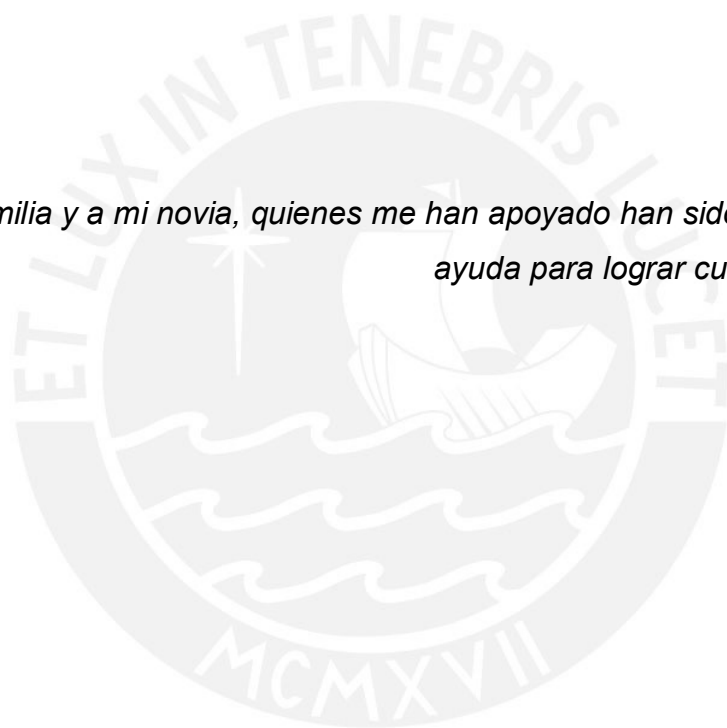 ET LUX IN TENEBRIS LUCET
milia y a mi novia, quienes me han apoyado han sido
ayuda para lograr cu
MCMXVII